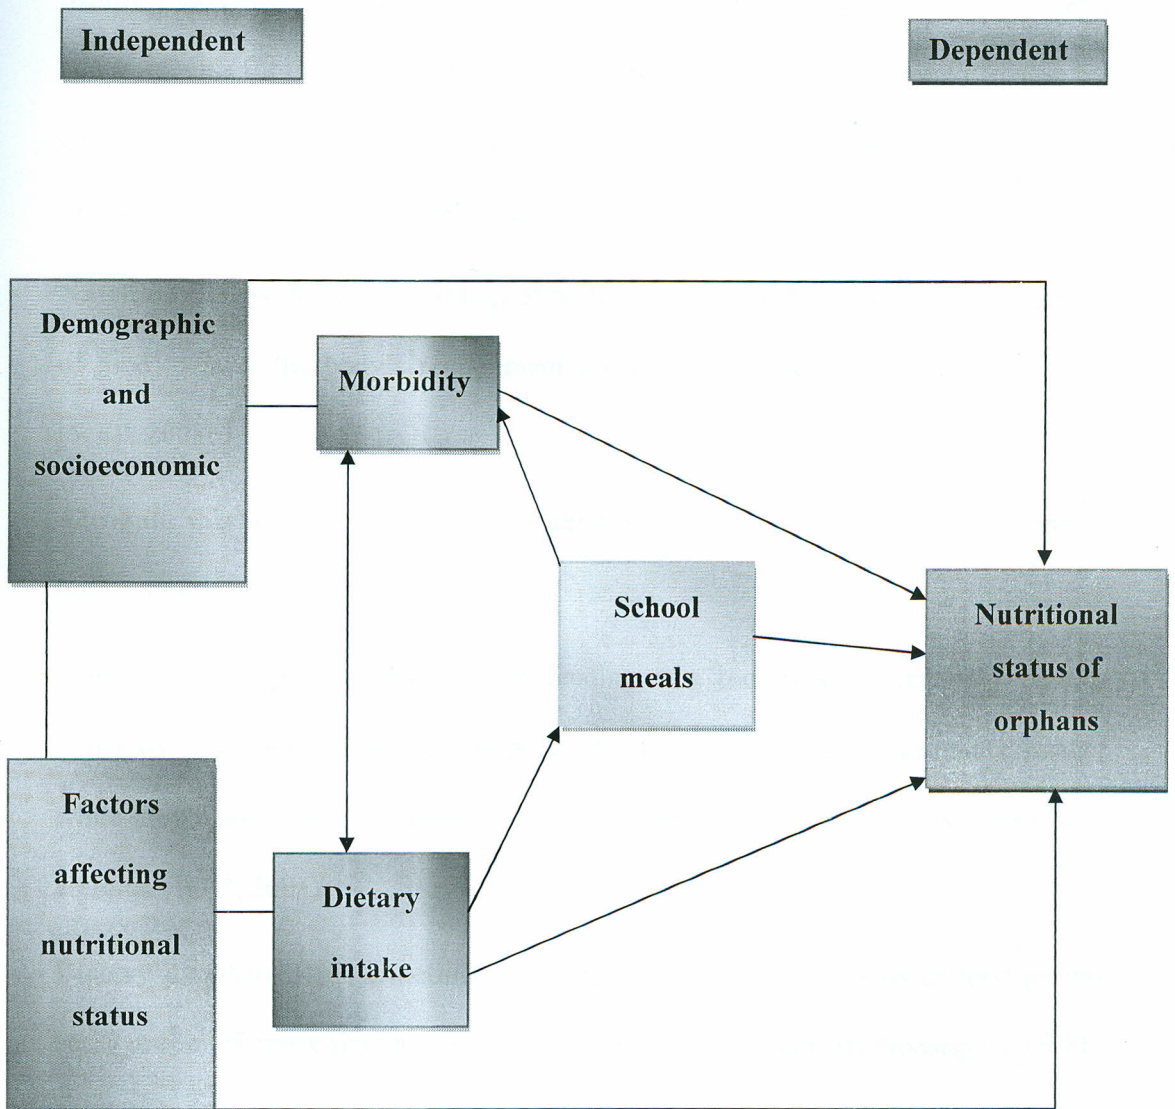 Independent
Dependent
Demographic
and
socioeconomic
Morbidity
School
meals
Nutritional
status of
orphans
Factors
affecting
nutritional
status
Dietary
intake